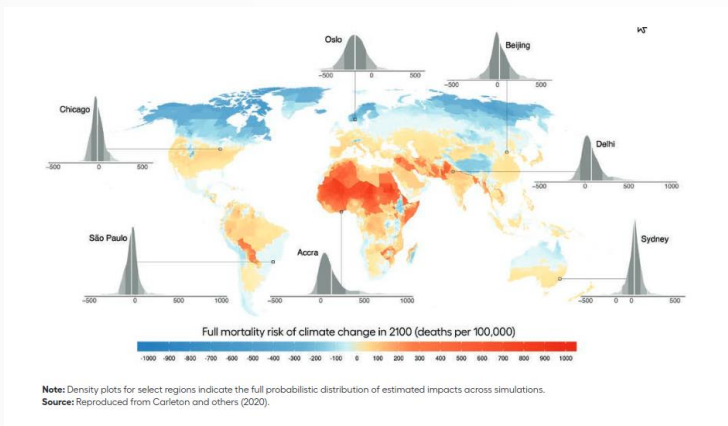 Oslo
-500 0 500
Beijing
-500 0 500
Chicago
-500 0 500
Delhi
-500 0 500 1000
São Paulo
-500 0 500 1000
Accra
-500 0 500 1000
Sydney
-500 0 0 500
Full mortality risk of climate change in 2100 (deaths per 100,000)
-1000 -900 -800 -700 -600 -500 -400 -300 -200 -100 0 100 200 300 400 500 600 700 800 900 1000
Note: Density plots for select regions indicate the full probabilistic distribution of estimated impacts across simulations.
Source: Reproduced from Carleton and others (2020).